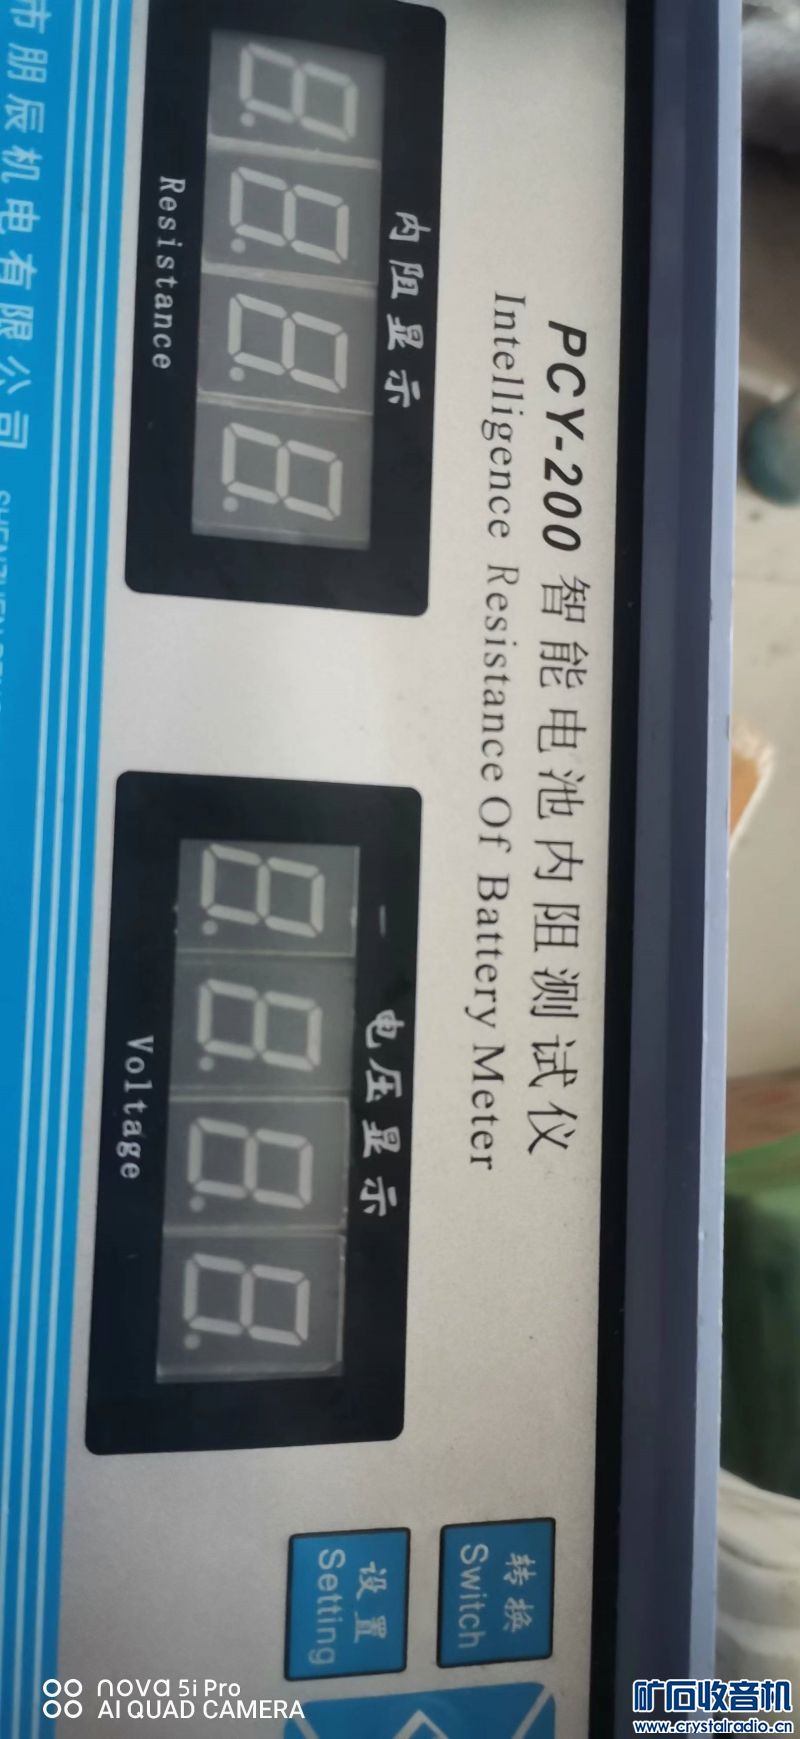 PCY-200 智能电池内阻测试仪
Intelligence Resistance Of Battery Meter
内阻显示
8.8.8.8.
Resistance
电压显示
8.8.8.8.
Voltage
转换
Switch
设置
Setting
市朋辰机电有限公司
nova 5i Pro
AI QUAD CAMERA
矿石收音机
www.crystalradio.cn